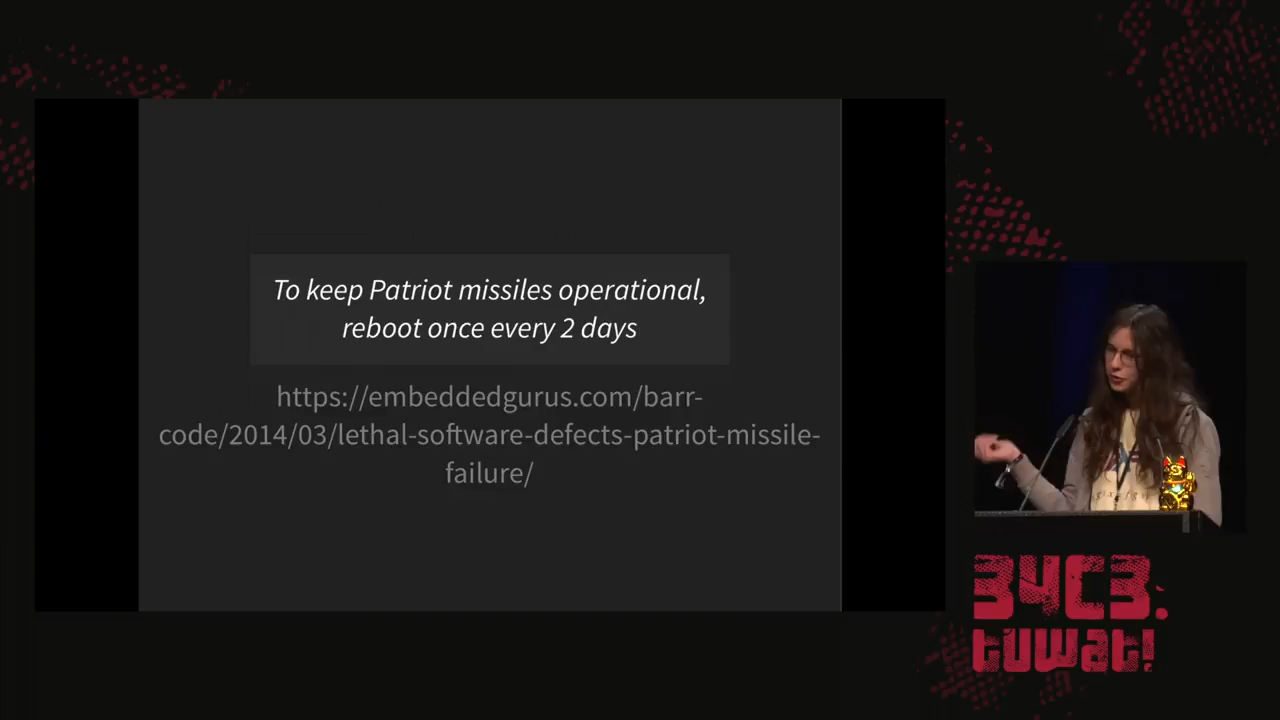 To keep Patriot missiles operational,
reboot once every 2 days
https://embeddedgurus.com/barr-
code/2014/03/lethal-software-defects-patriot-missile-
failure/
34C3.
tuwat!